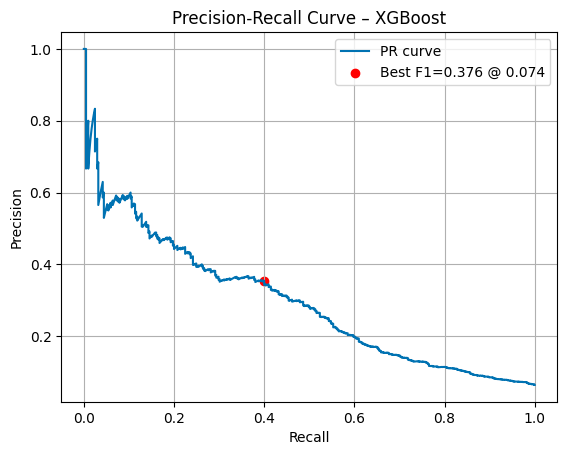 Precision-Recall Curve – XGBoost
PR curve
Best F1=0.376 @ 0.074
Precision
1.0
0.8
0.6
0.4
0.2
0.0 0.2 0.4 0.6 0.8 1.0
Recall